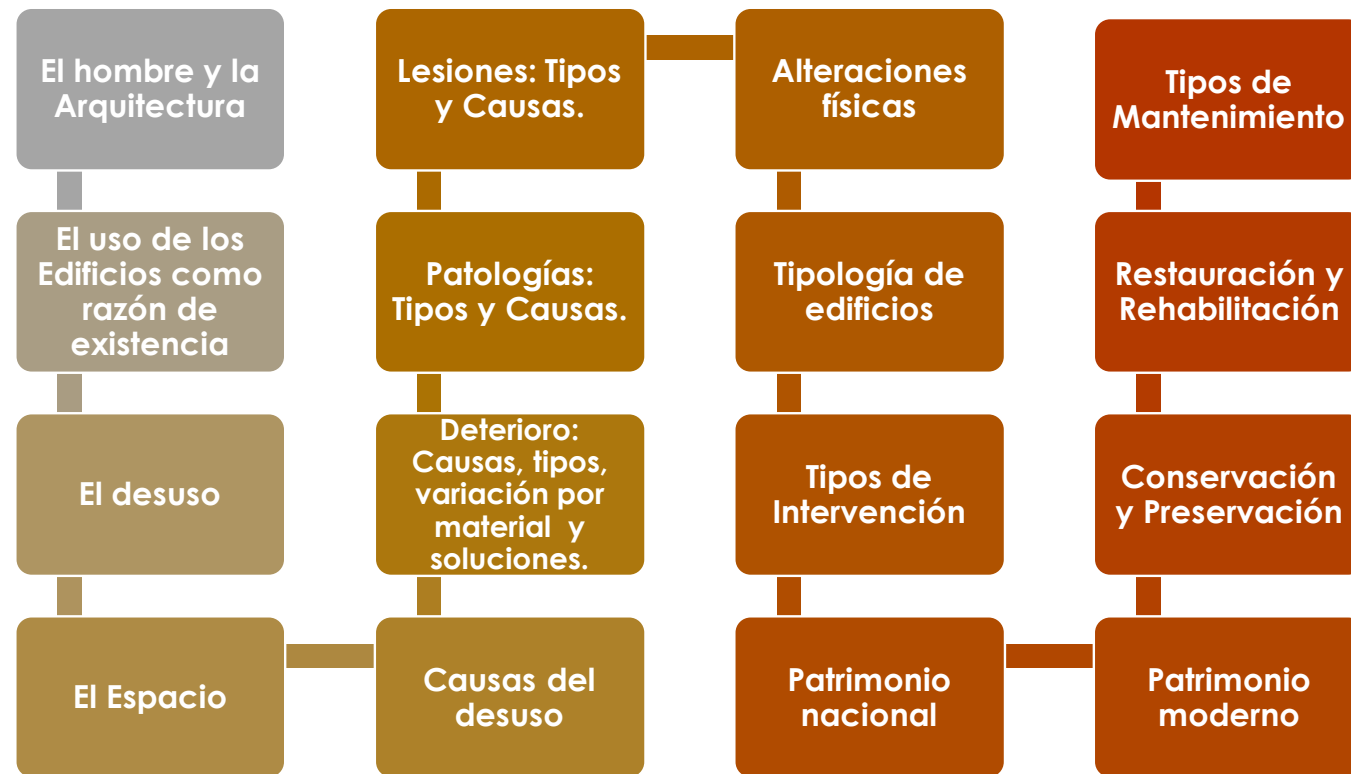 El hombre y la
Arquitectura
El uso de los
Edificios como
razón de
existencia
El desuso
El Espacio
Causas del
desuso
Deterioro:
Causas, tipos,
variación por
material y
soluciones.
Patologías:
Tipos y Causas.
Lesiones: Tipos
y Causas.
Alteraciones
físicas
Tipología de
edificios
Tipos de
Intervención
Patrimonio
nacional
Patrimonio
moderno
Conservación
y Preservación
Restauración y
Rehabilitación
Tipos de
Mantenimiento